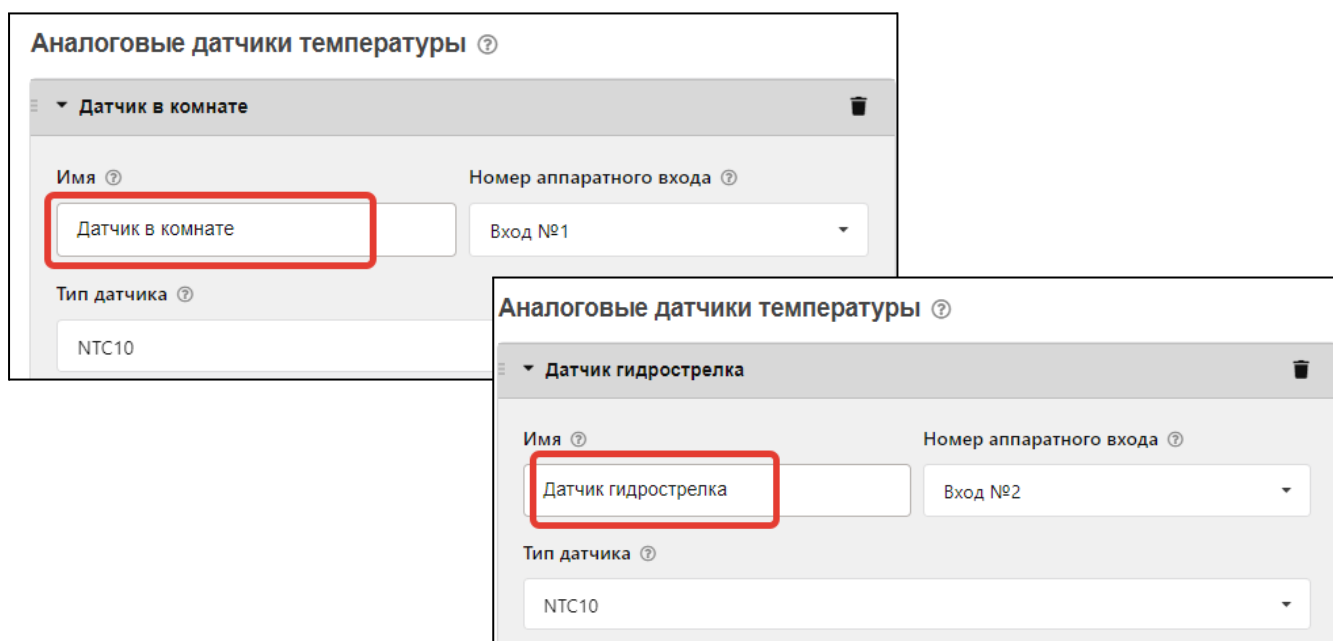 Аналоговые датчики температуры ?
Датчик в комнате
Имя ? Номер аппаратного входа ?
Датчик в комнате Вход №1
Тип датчика ?
NTC10
Аналоговые датчики температуры ?
Датчик гидрострелка
Имя ? Номер аппаратного входа ?
Датчик гидрострелка Вход №2
Тип датчика ?
NTC10